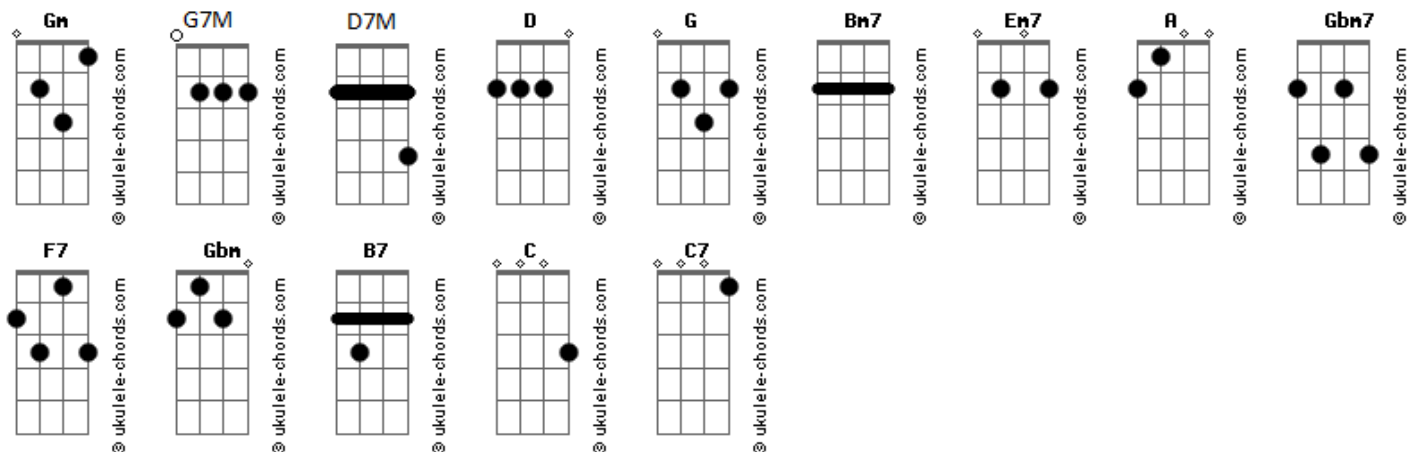 Gm G7M D7M D G Bm7 Em7 A Gbm7
© ukulele-chords.com © ukulele-chords.com © ukulele-chords.com © ukulele-chords.com © ukulele-chords.com © ukulele-chords.com © ukulele-chords.com © ukulele-chords.com © ukulele-chords.com
F7 Gbm B7 C C7
© ukulele-chords.com © ukulele-chords.com © ukulele-chords.com © ukulele-chords.com © ukulele-chords.com